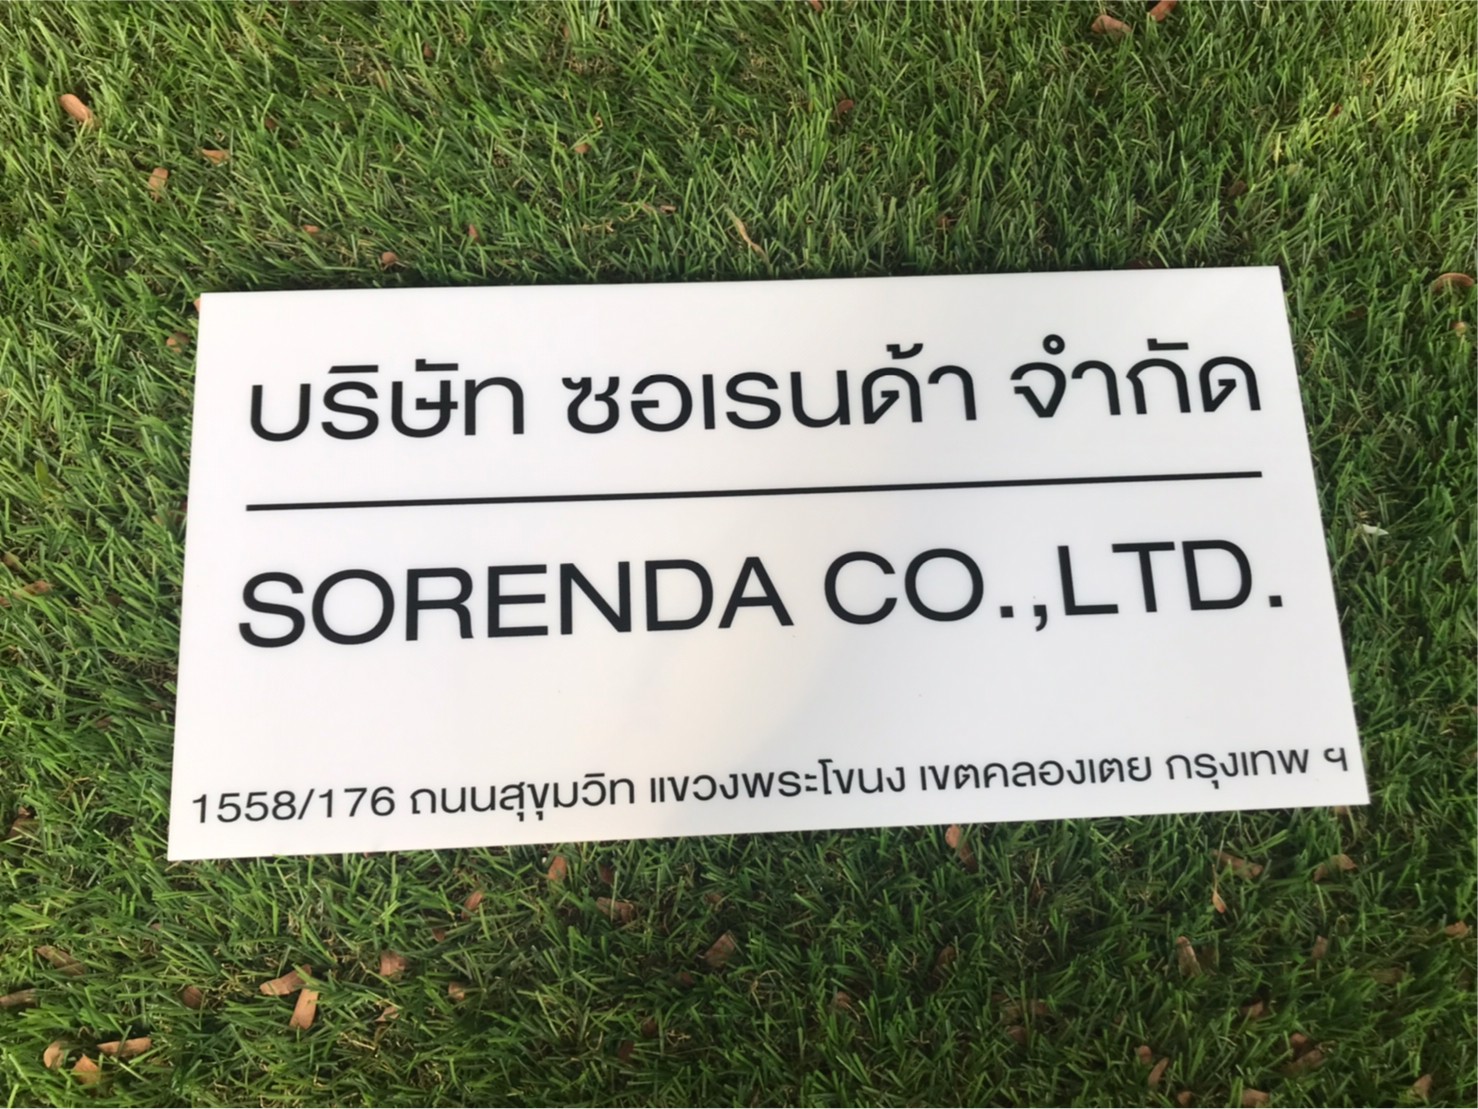 บริษัท ซอเรนด้า จำกัด
SORENDA CO.,LTD.
1558/176 ถนนสุขุมวิท แขวงพระโขนง เขตคลองเตย กรุงเทพ ฯ